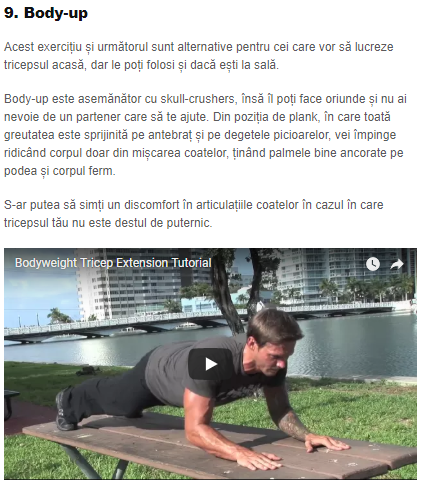 9. Body-up
Acest exercițiu și următorul sunt alternative pentru cei care vor să lucreze
tricepsul acasă, dar le poți folosi și dacă ești la sală.
Body-up este asemănător cu skull-crushers, însă îl poți face oriunde și nu ai
nevoie de un partener care să te ajute. Din poziția de plank, în care toată
greutatea este sprijinită pe antebraț și pe degetele picioarelor, vei împinge
ridicând corpul doar din mișcarea coatelor, ținând palmele bine ancorate pe
podea și corpul ferm.
S-ar putea să simți un discomfort în articulațiile coatelor în cazul în care
tricepsul tău nu este destul de puternic.
Bodyweight Tricep Extension Tutorial